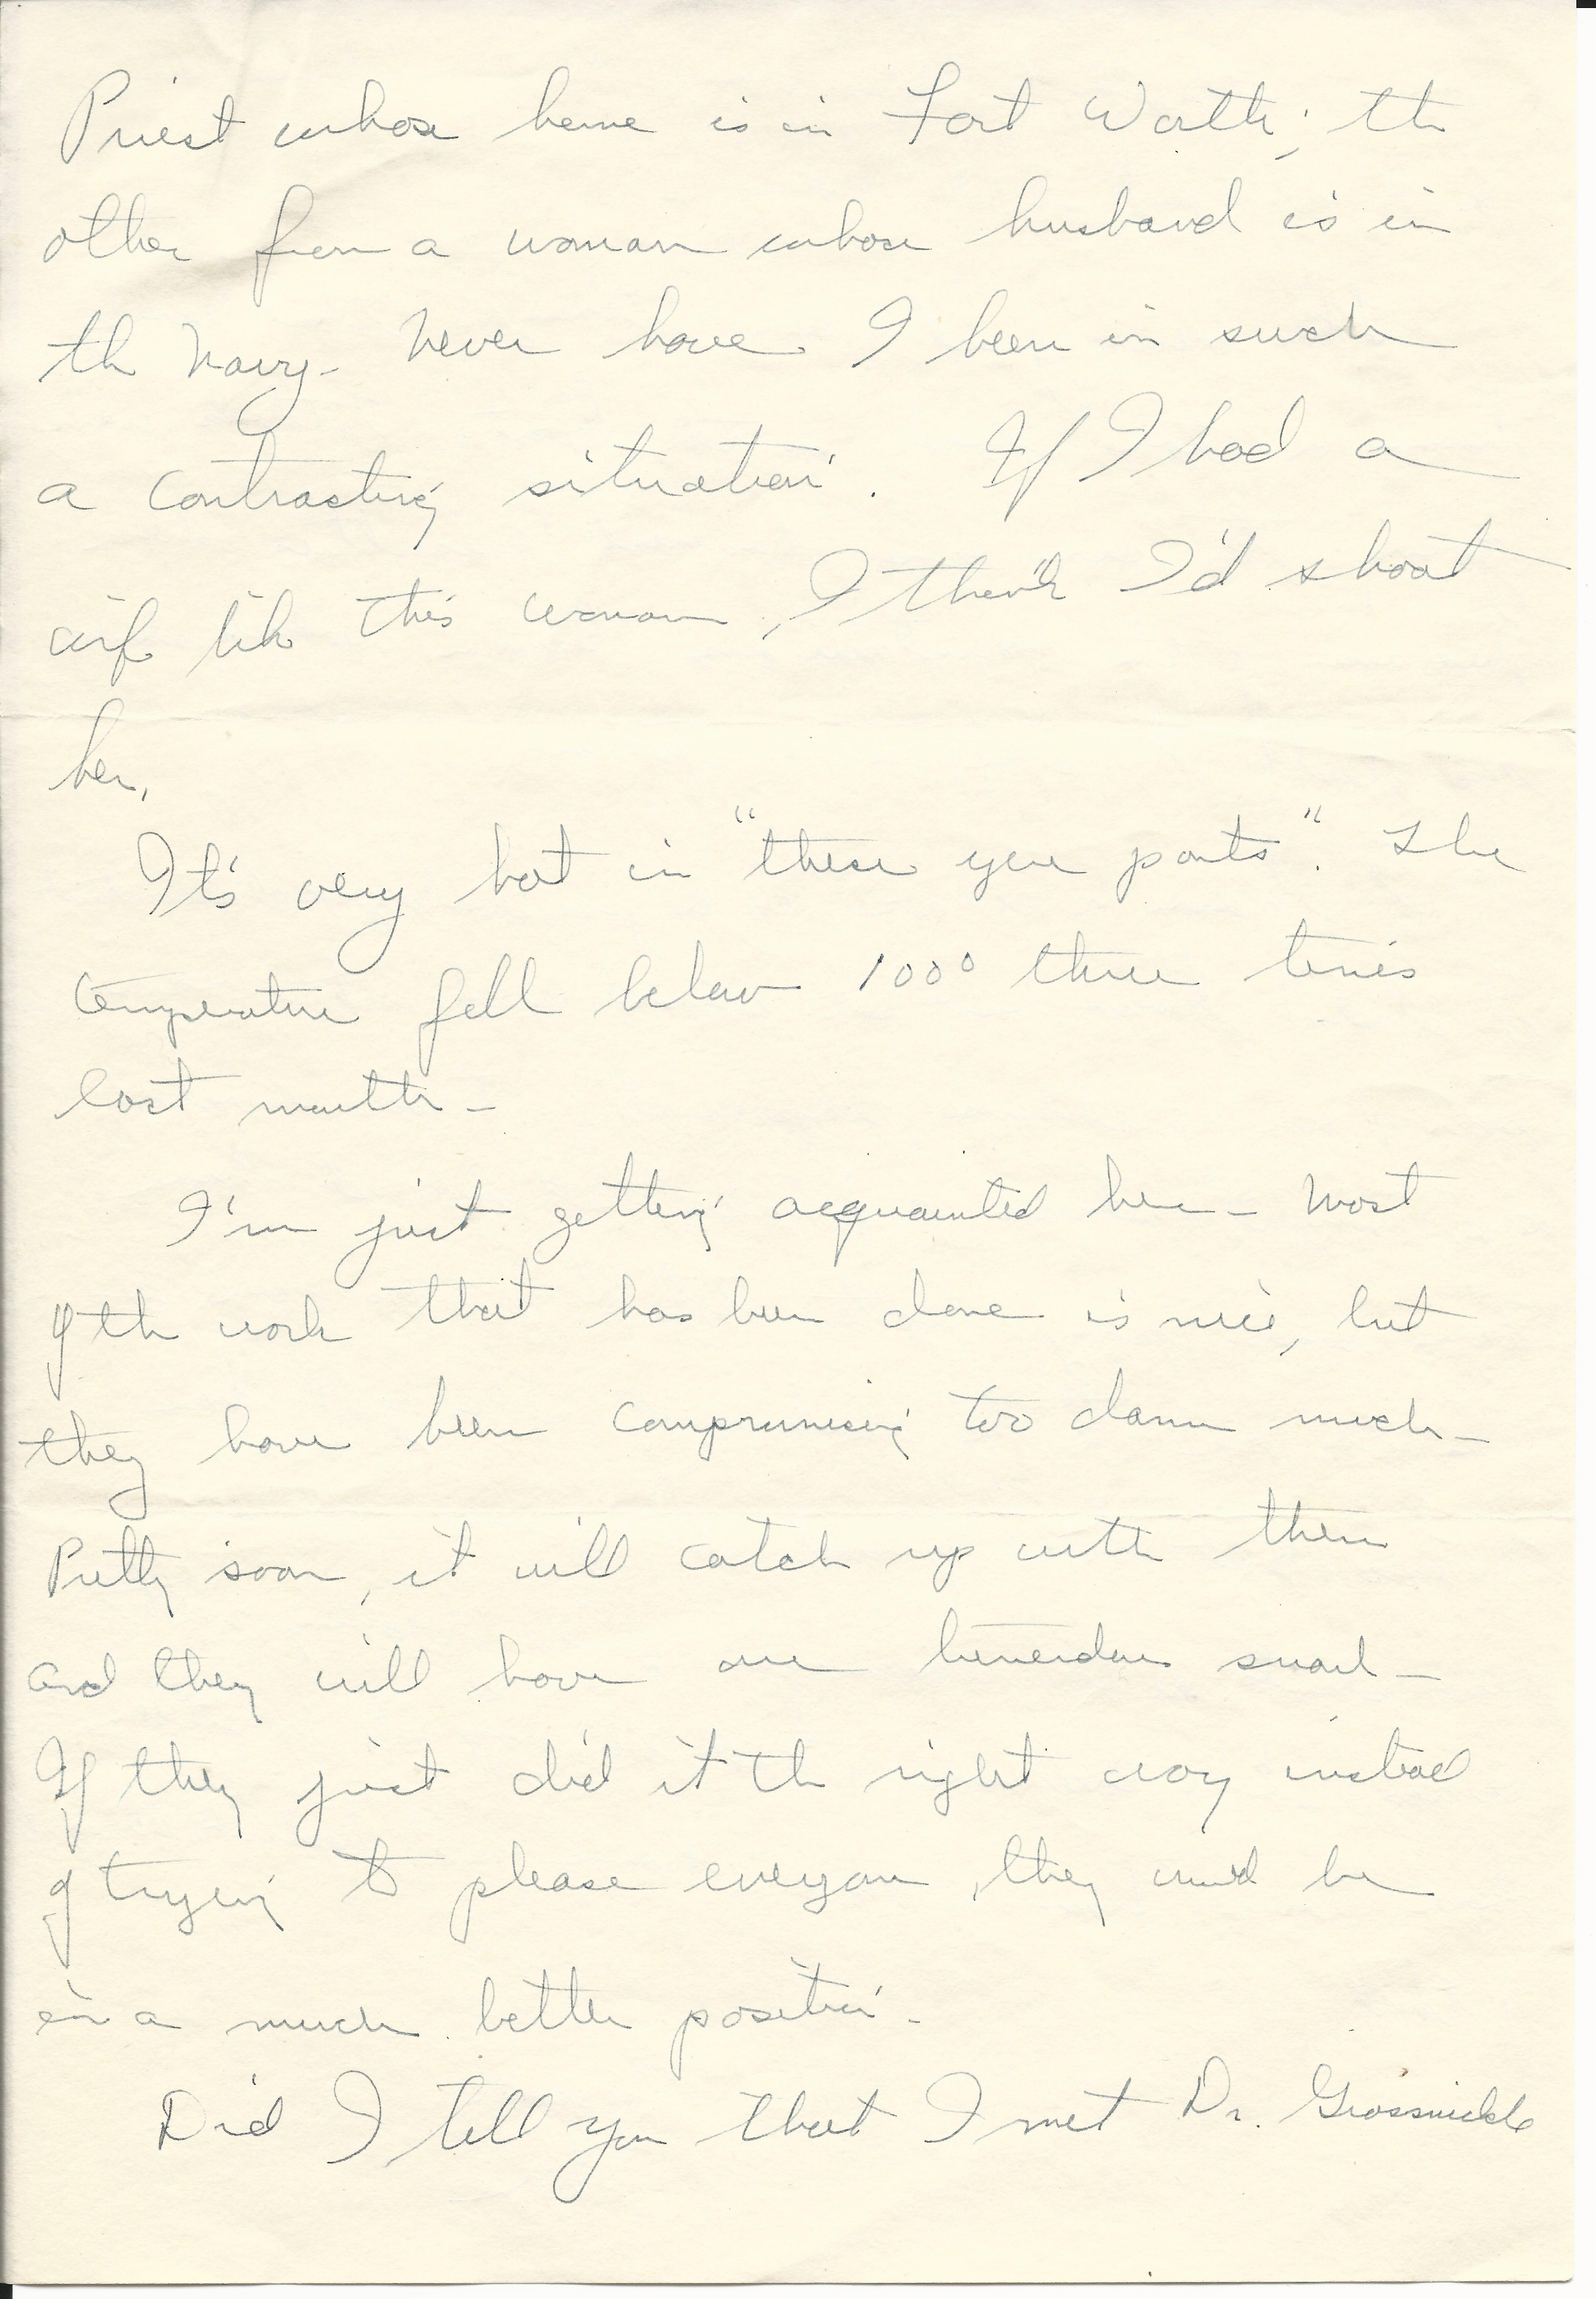 Priest whose home is in Fort Worth; the
other from a woman whose husband is in
the Navy- Never have I been in such
a contrasting situation. If I had a
wife like this woman, I think I'd shoot
her.
It's very hot in "these yere parts". The
temperature fell below 100° three times
last month-
I'm just getting acquainted here- Most
of the work that has been done is nice, but
they have been compromising too damn much-
Pretty soon, it will catch up with them
and they will have one tremendous snarl-
If they just did it the right way instead
of trying to please everyone, they would be
in a much better position-
Did I tell you that I met Dr. Grossnickle